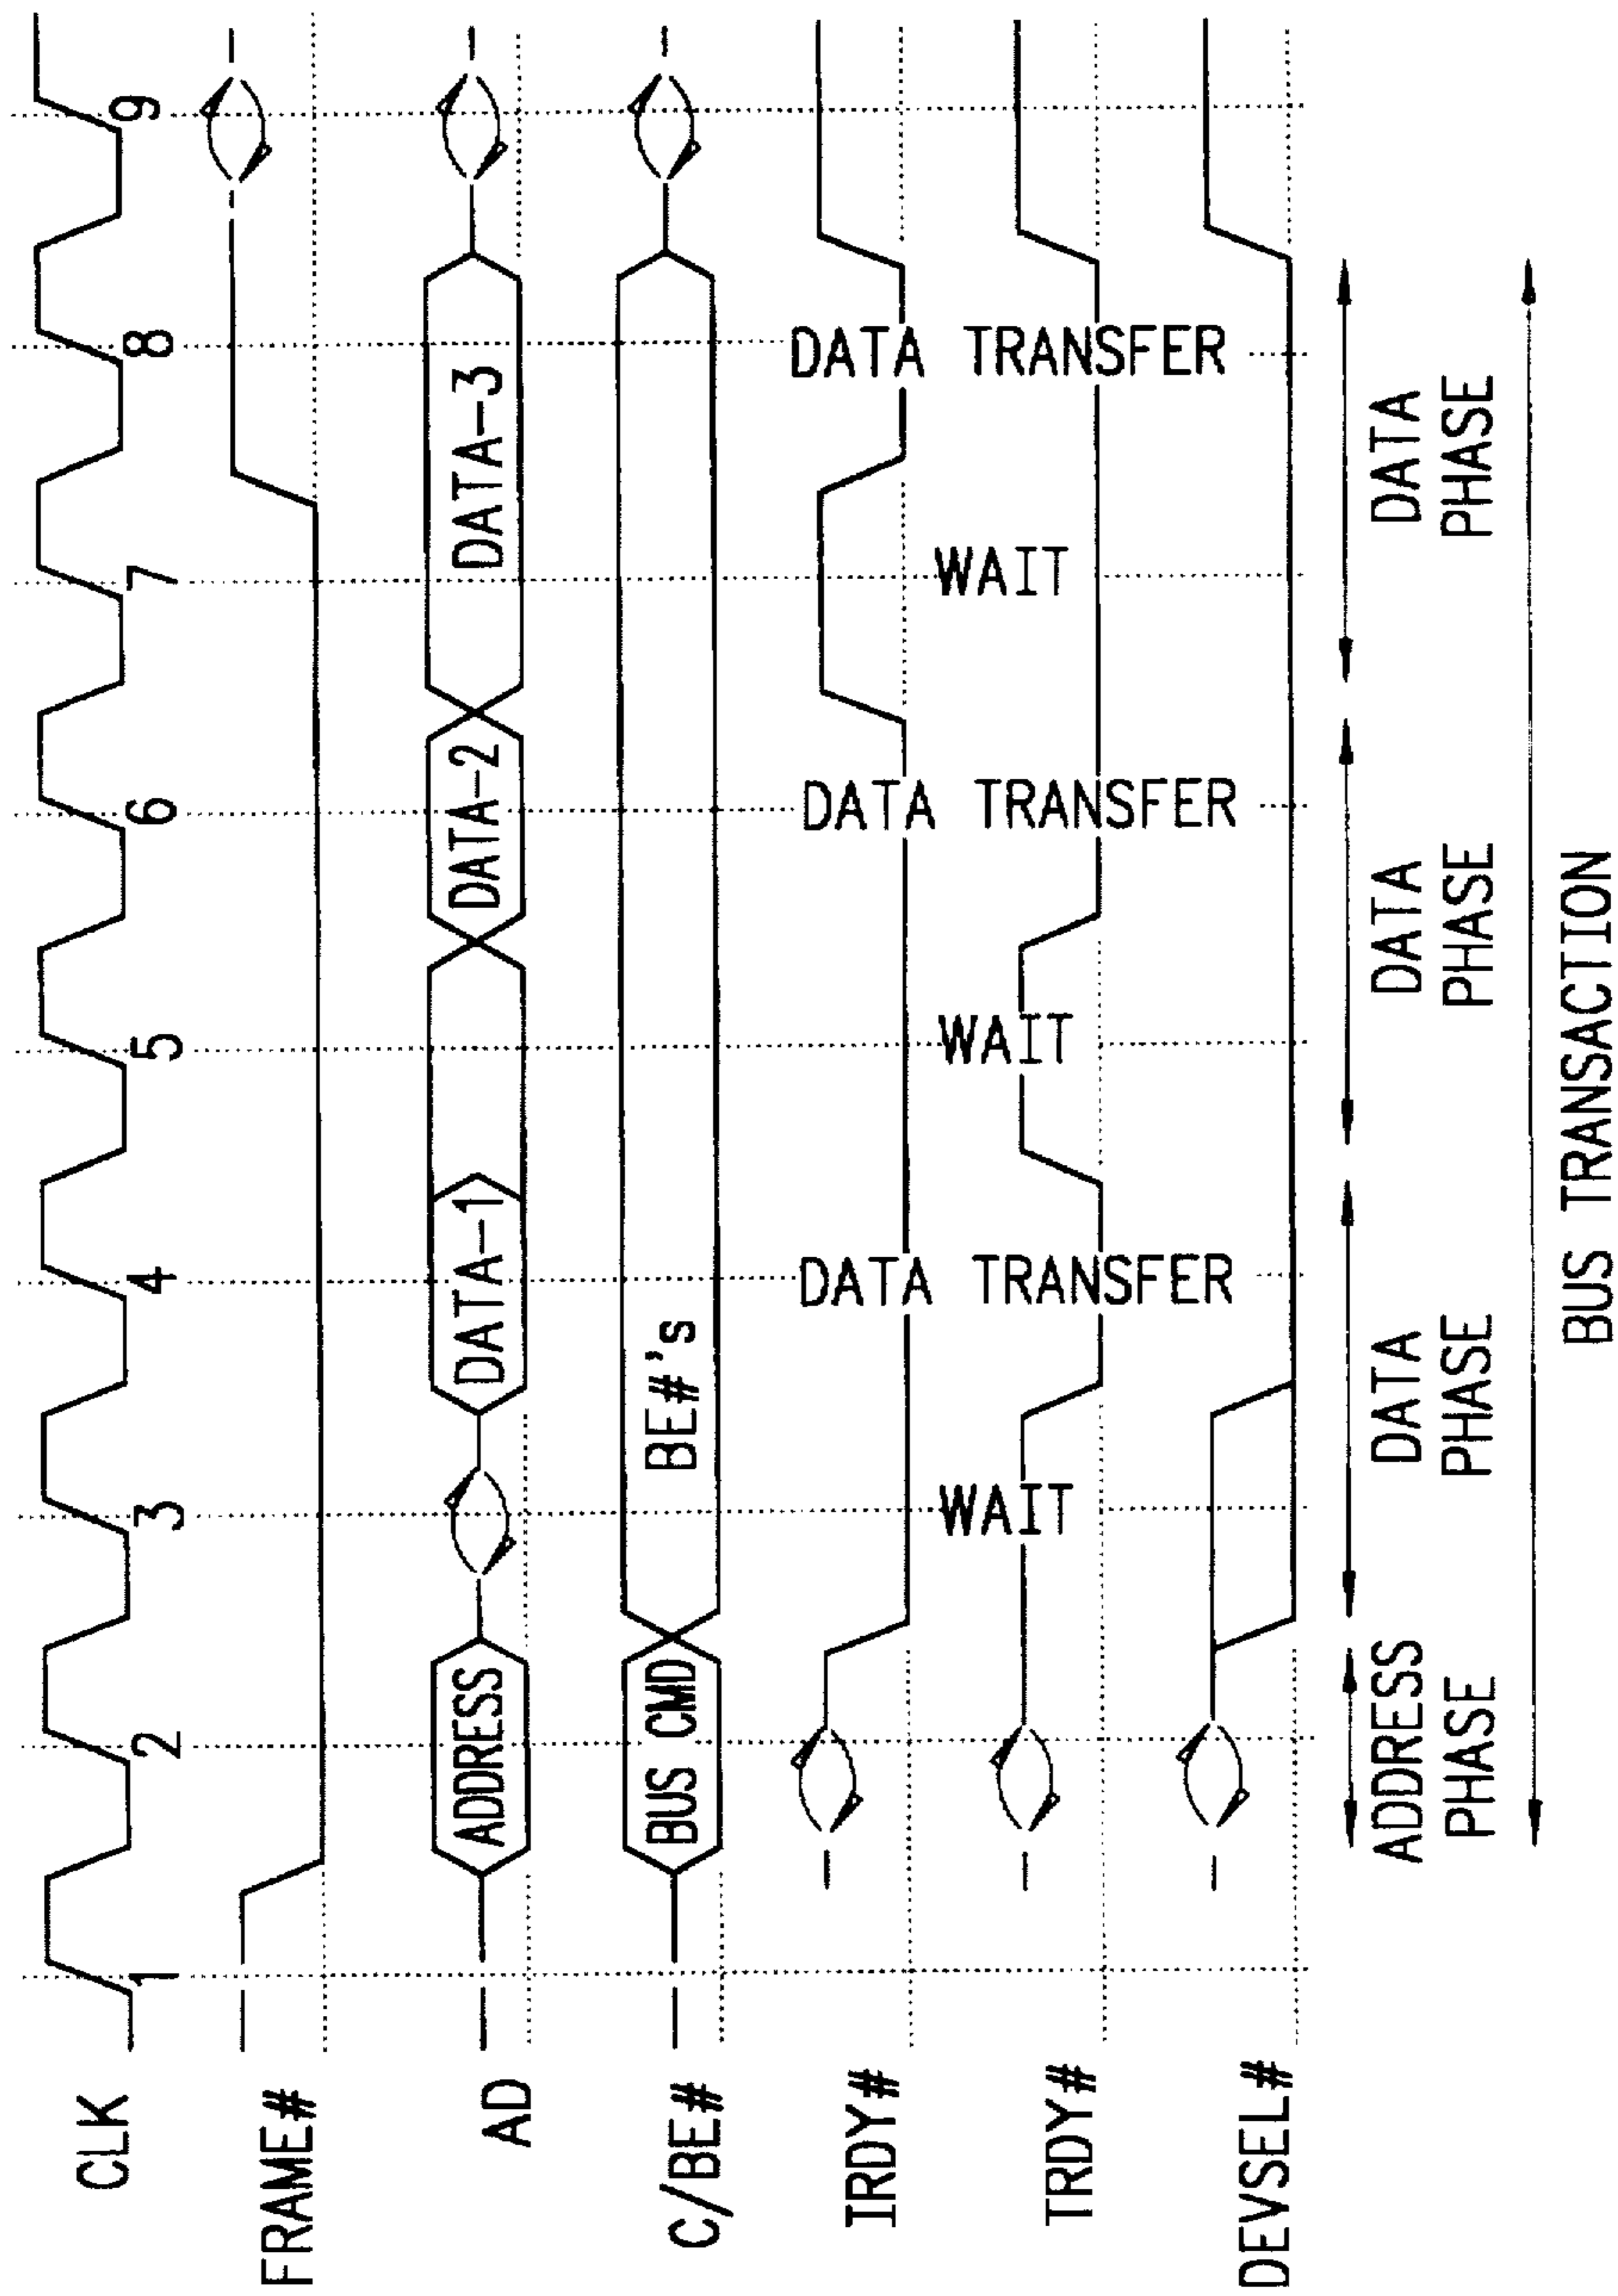 CLK
1 2 3 4 5 6 7 8 9
FRAME#
AD
ADDRESS DATA-1 DATA-2 DATA-3
C/BE#
BUS CMD BE#'s
IRDY#
DATA TRANSFER DATA TRANSFER DATA TRANSFER
WAIT WAIT WAIT
TRDY#
DEVSEL#
ADDRESS
PHASE
DATA
PHASE
DATA
PHASE
DATA
PHASE
BUS TRANSACTION